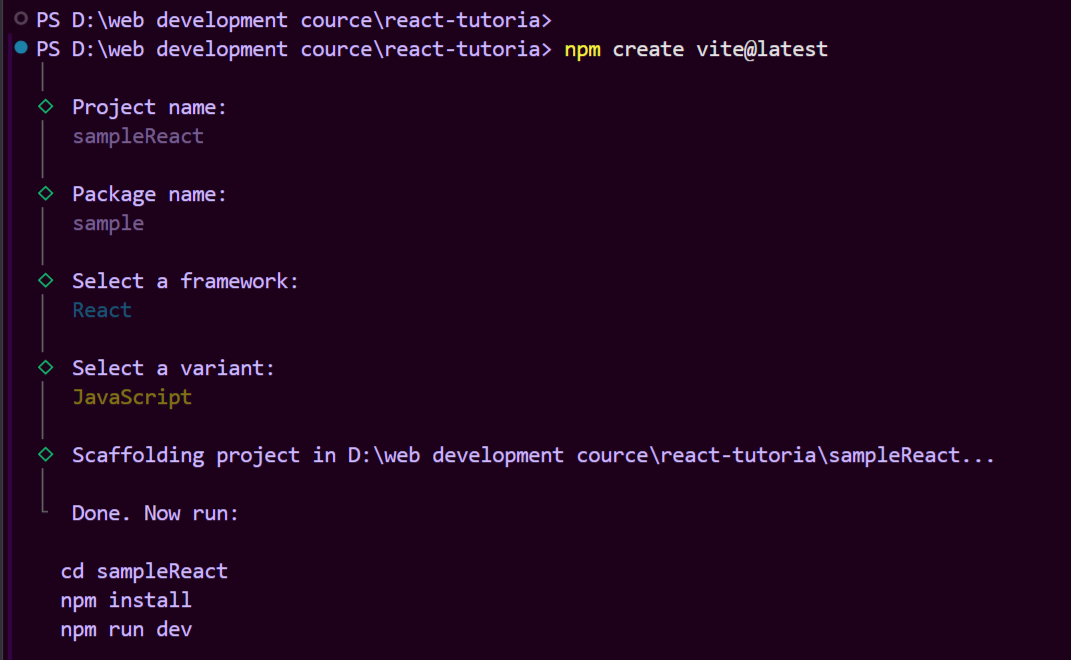 PS D:\web development cource\react-tutoria>
PS D:\web development cource\react-tutoria> npm create vite@latest
Project name:
sampleReact
Package name:
sample
Select a framework:
React
Select a variant:
JavaScript
Scaffolding project in D:\web development cource\react-tutoria\sampleReact...
Done. Now run:
cd sampleReact
npm install
npm run dev